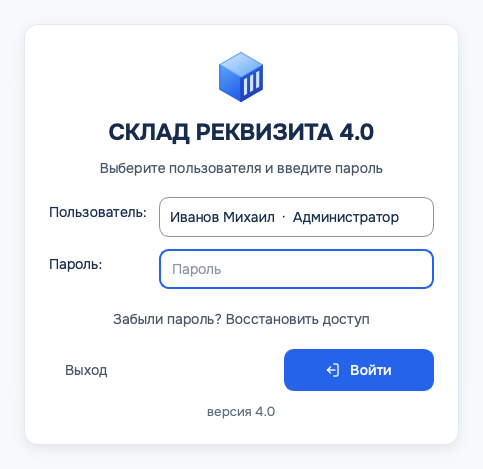 СКЛАД РЕКВИЗИТА 4.0
Выберите пользователя и введите пароль
Пользователь: Иванов Михаил · Администратор
Пароль: Пароль
Забыли пароль? Восстановить доступ
Выход Войти
версия 4.0